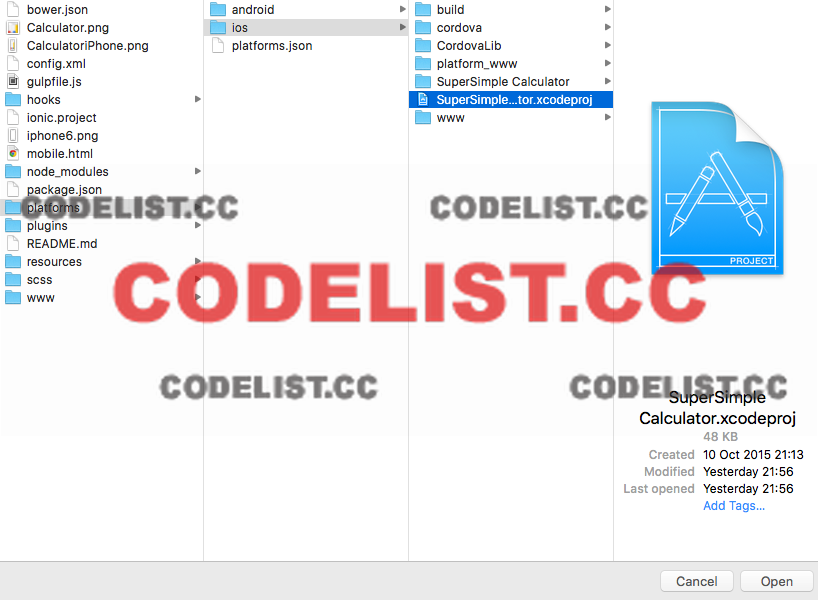 bower.json
Calculator.png
CalculatoriPhone.png
config.xml
gulpfile.js
hooks
ionic.project
iphone6.png
mobile.html
node_modules
package.json
platforms
plugins
README.md
resources
scss
www
android
ios
platforms.json
build
cordova
CordovaLib
platform_www
SuperSimple Calculator
SuperSimple...tor.xcodeproj
www
PROJECT
CODELIST.CC
CODELIST.CC
CODELIST.CC
CODELIST.CC
CODELIST.CC
SuperSimple
Calculator.xcodeproj
48 KB
Created 10 Oct 2015 21:13
Modified Yesterday 21:56
Last opened Yesterday 21:56
Add Tags...
Cancel
Open